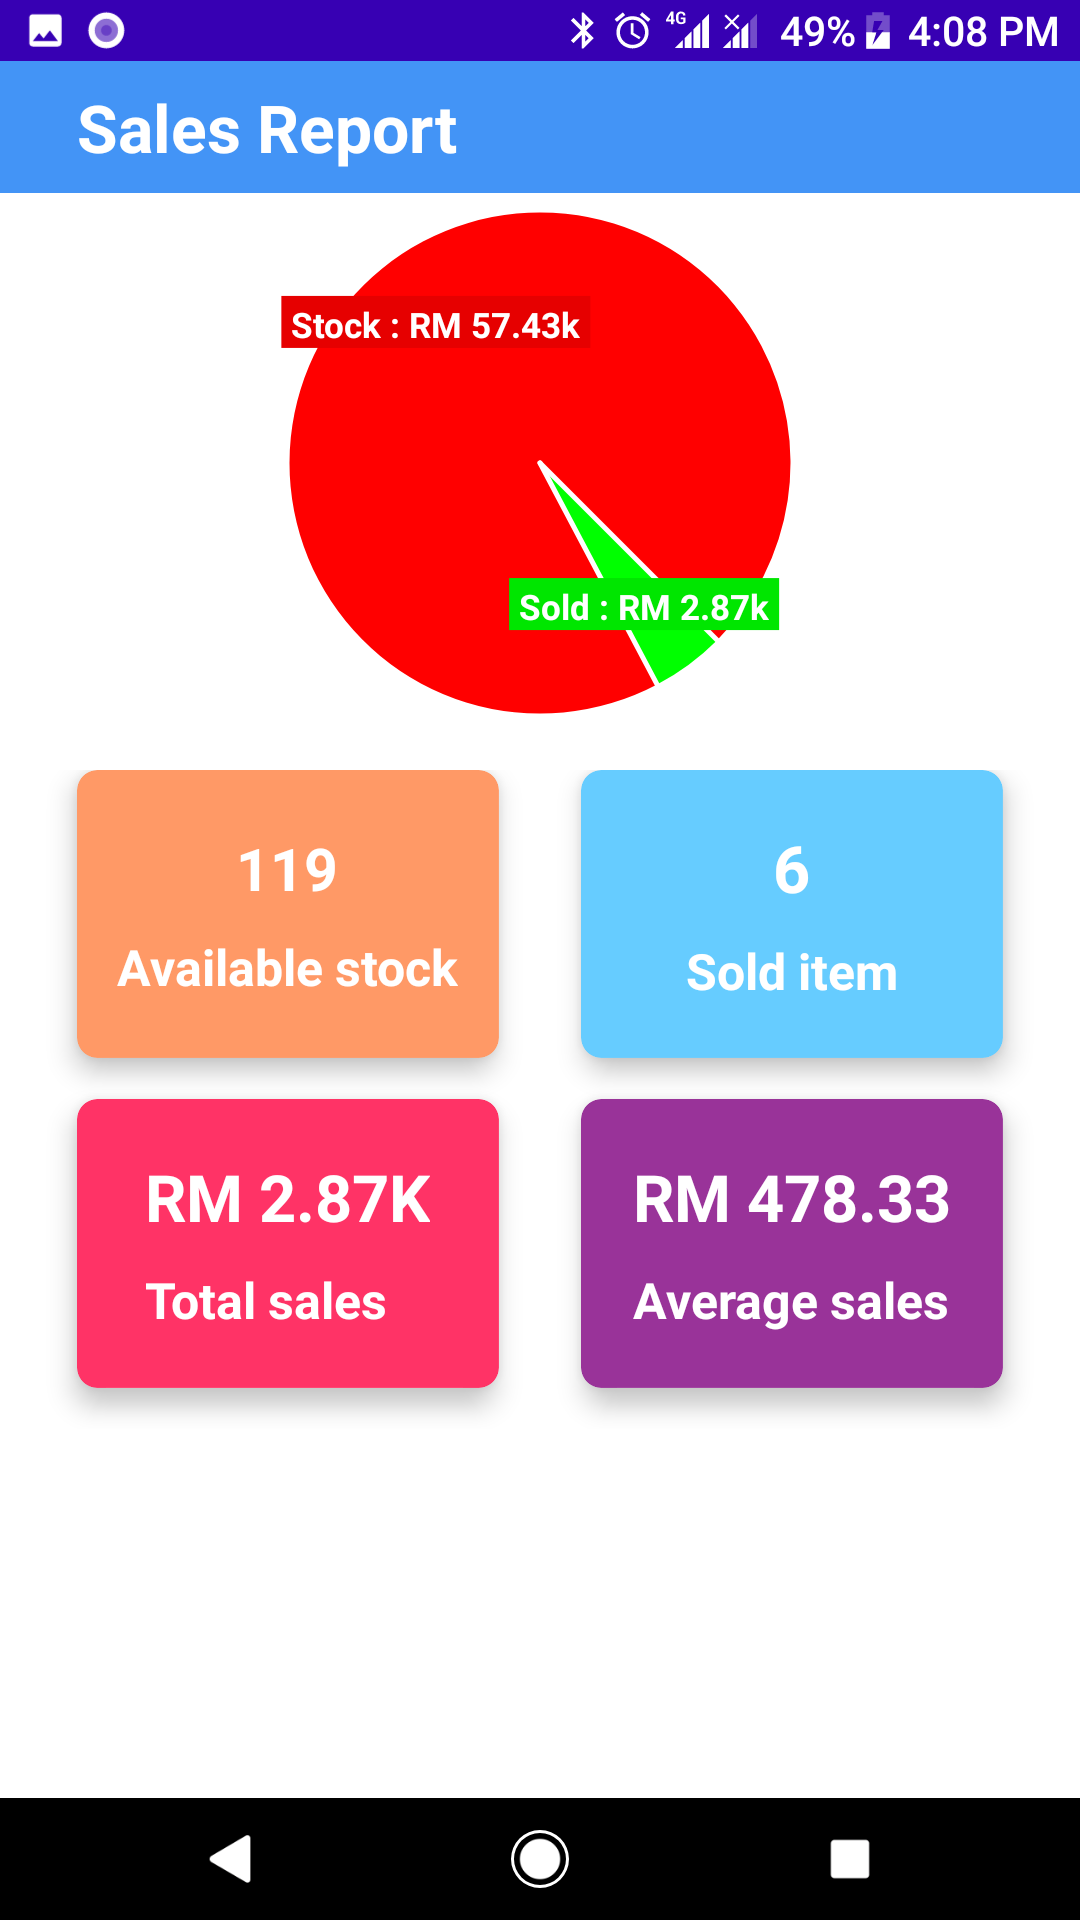 4G 49% 4:08 PM
Sales Report
Stock : RM 57.43k
Sold : RM 2.87k
119
Available stock
6
Sold item
RM 2.87K
Total sales
RM 478.33
Average sales